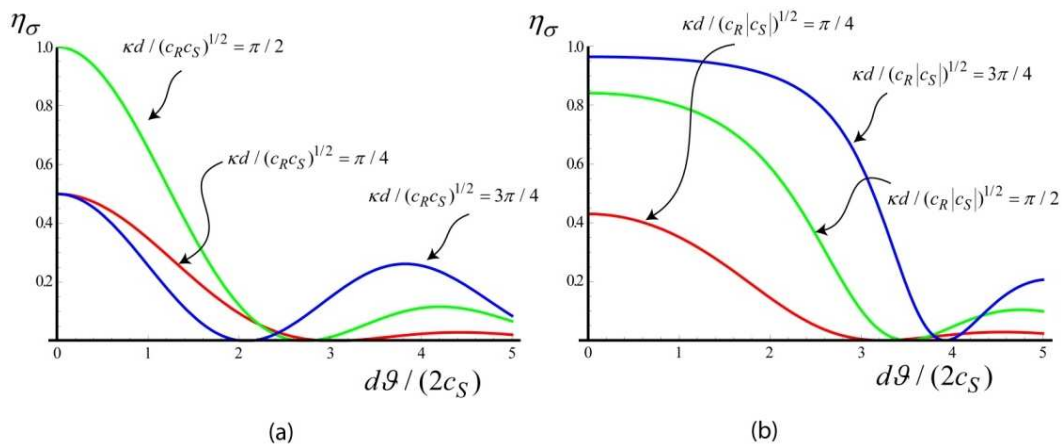 η_σ
1.0
0.8
0.6
0.4
0.2
0 1 2 3 4 5
κd / (c_R c_S)^{1/2} = π / 2
κd / (c_R c_S)^{1/2} = π / 4
κd / (c_R c_S)^{1/2} = 3π / 4
dϑ / (2c_S)
(a)
η_σ
1.0
0.8
0.6
0.4
0.2
0 1 2 3 4 5
κd / (c_R |c_S|)^{1/2} = π / 4
κd / (c_R |c_S|)^{1/2} = 3π / 4
κd / (c_R |c_S|)^{1/2} = π / 2
dϑ / (2c_S)
(b)